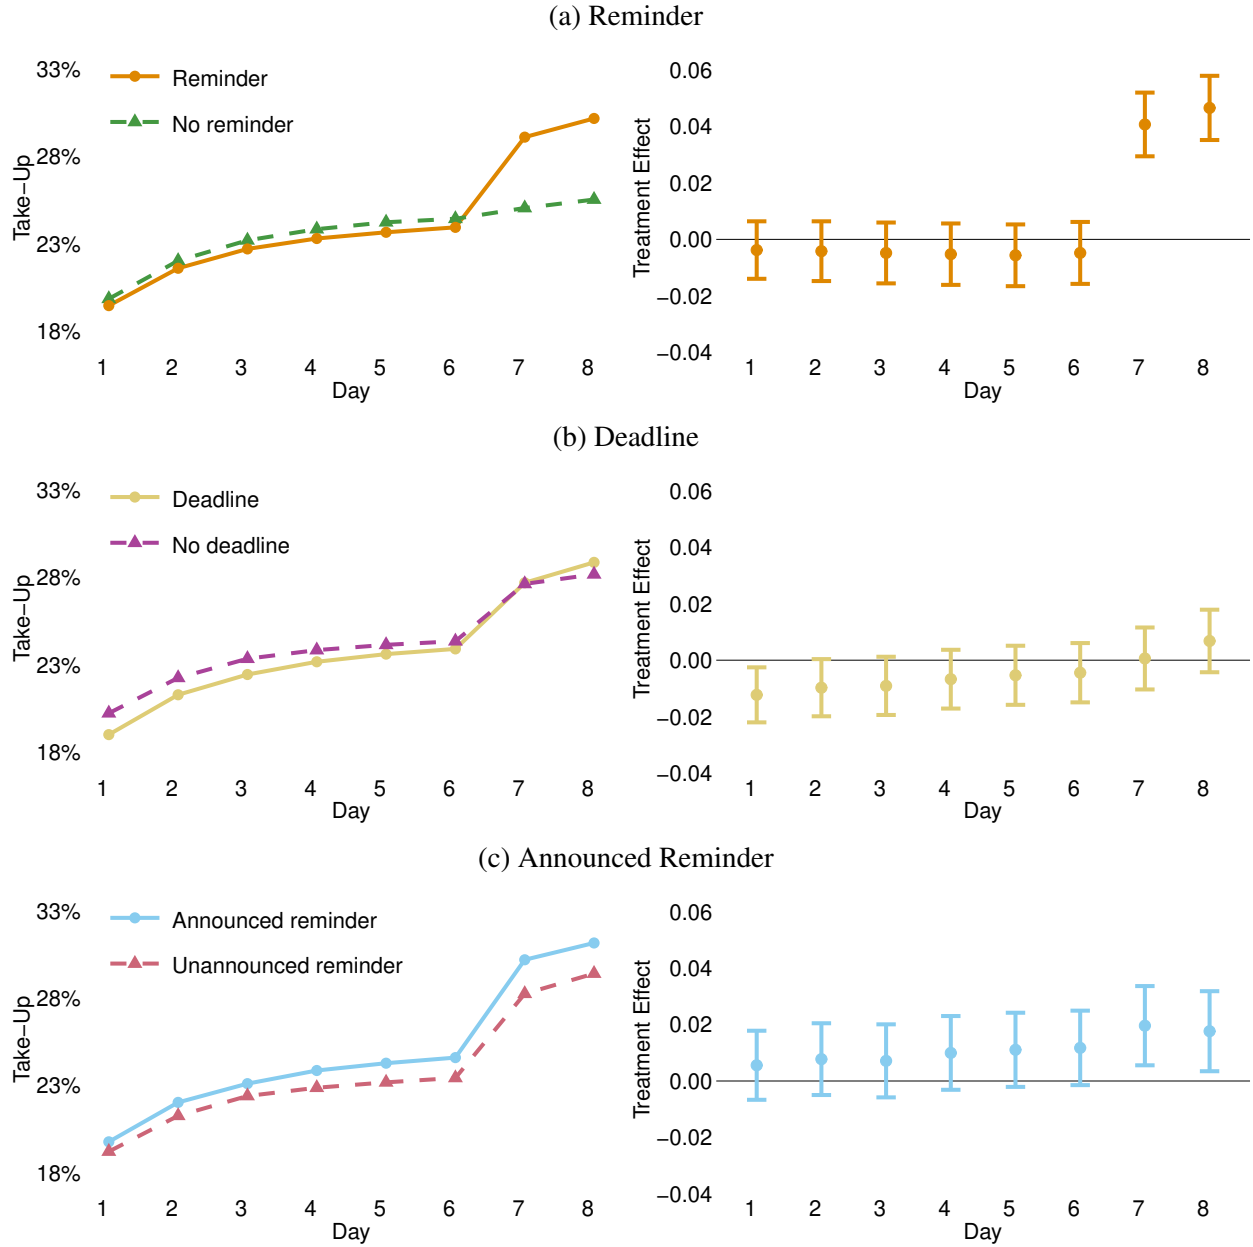 (a) Reminder
33%
28%
23%
18%
Take−Up
Reminder
No reminder
1 2 3 4 5 6 7 8
Day
0.06
0.04
0.02
0.00
−0.02
−0.04
Treatment Effect
1 2 3 4 5 6 7 8
Day
(b) Deadline
33%
28%
23%
18%
Take−Up
Deadline
No deadline
1 2 3 4 5 6 7 8
Day
0.06
0.04
0.02
0.00
−0.02
−0.04
Treatment Effect
1 2 3 4 5 6 7 8
Day
(c) Announced Reminder
33%
28%
23%
18%
Take−Up
Announced reminder
Unannounced reminder
1 2 3 4 5 6 7 8
Day
0.06
0.04
0.02
0.00
−0.02
−0.04
Treatment Effect
1 2 3 4 5 6 7 8
Day